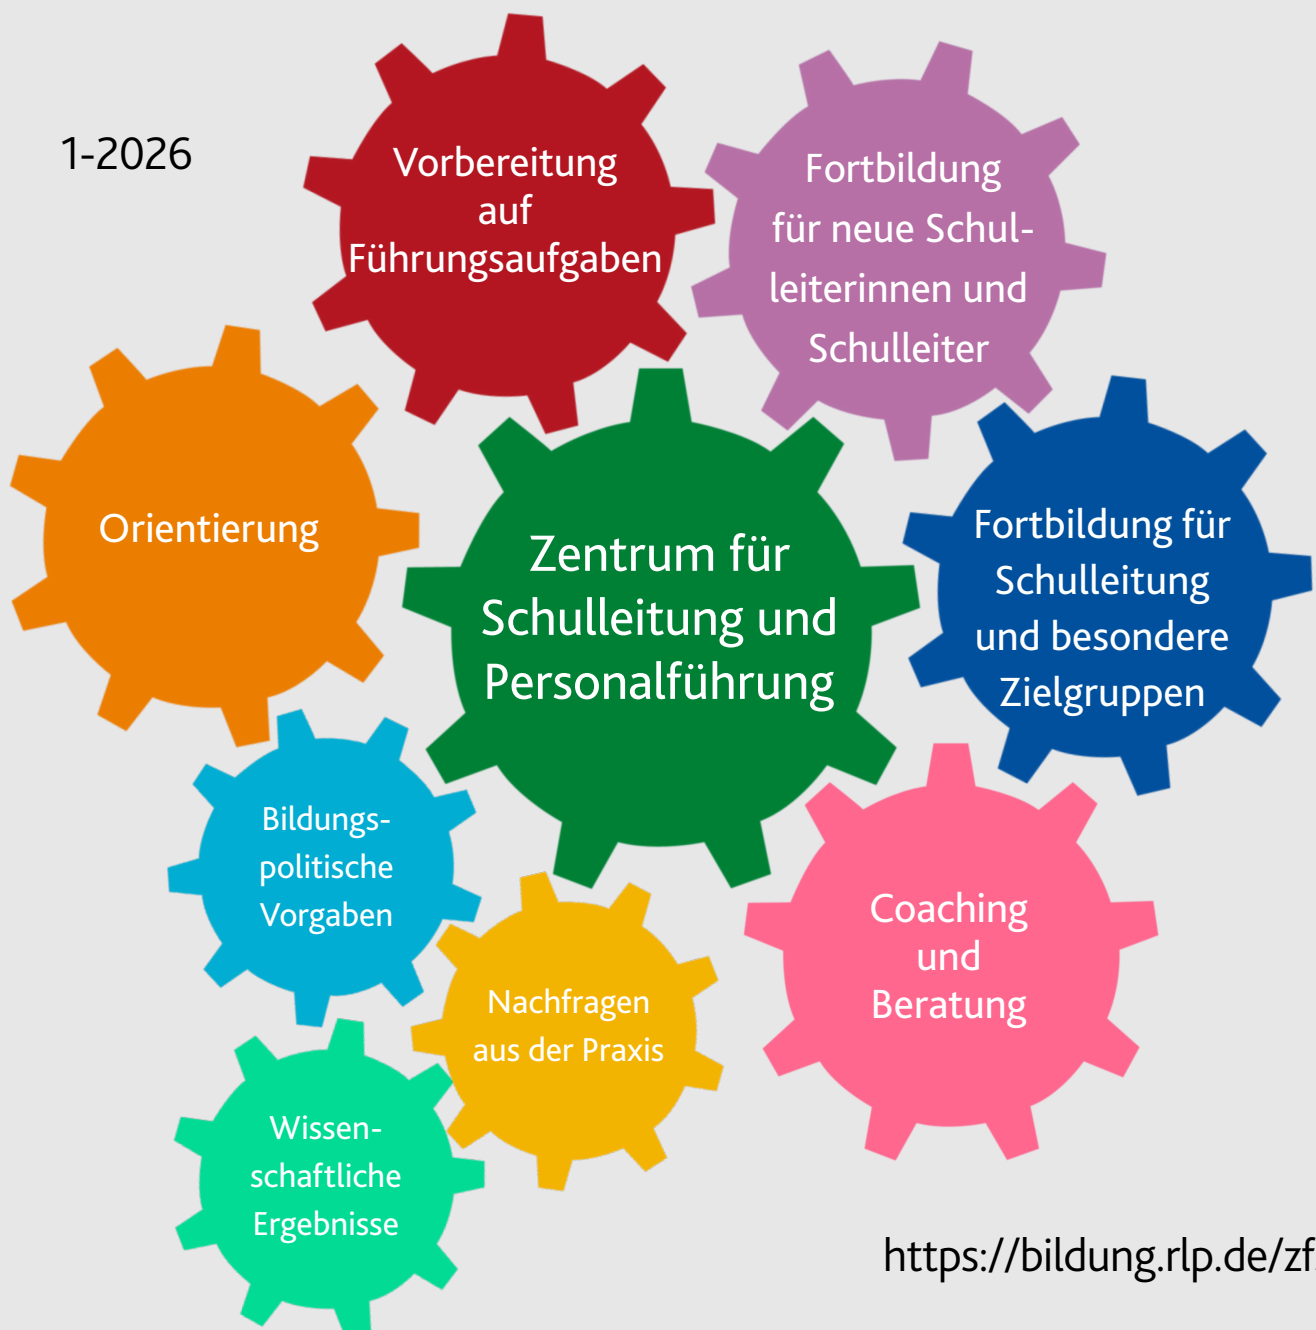 1-2026
Vorbereitung
auf
Führungsaufgaben
Fortbildung
für neue Schul-
leiterinnen und
Schulleiter
Orientierung
Zentrum für
Schulleitung und
Personalführung
Fortbildung für
Schulleitung
und besondere
Zielgruppen
Bildungs-
politische
Vorgaben
Nachfragen
aus der Praxis
Coaching
und
Beratung
Wissen-
schaftliche
Ergebnisse
https://bildung.rlp.de/zf